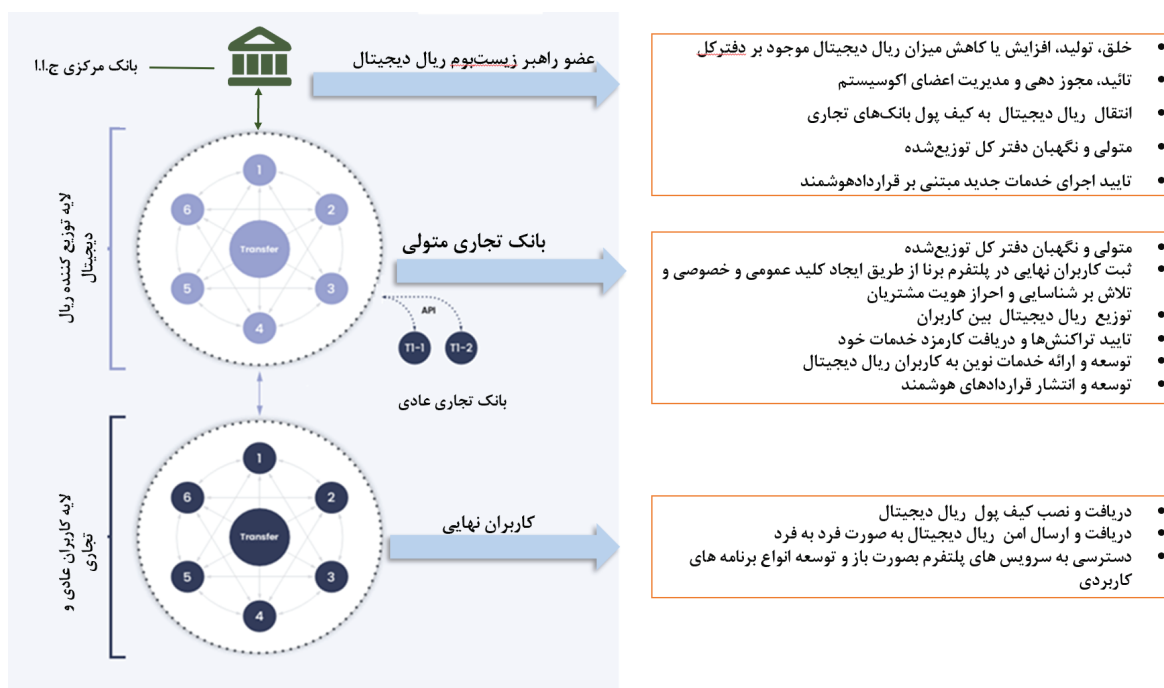 عضو راهبر زیست‌بوم ریال دیجیتال
بانک مرکزی ج.ا.ا
• خلق، تولید، افزایش یا کاهش میزان ریال دیجیتال موجود بر دفترکل
• تائید، مجوز دهی و مدیریت اعضای اکوسیستم
• انتقال ریال دیجیتال به کیف پول بانک‌های تجاری
• متولی و نگهبان دفتر کل توزیع‌شده
• تایید اجرای خدمات جدید مبتنی بر قراردادهوشمند
لایه توزیع کننده ریال
دیجیتال
1
2
3
4
5
6
Transfer
بانک تجاری متولی
API
T1-1
T1-2
بانک تجاری عادی
• متولی و نگهبان دفتر کل توزیع‌شده
• ثبت کاربران نهایی در پلتفرم برنا از طریق ایجاد کلید عمومی و خصوصی و
تلاش بر شناسایی و احراز هویت مشتریان
• توزیع ریال دیجیتال بین کاربران
• تایید تراکنش‌ها و دریافت کارمزد خدمات خود
• توسعه و ارائه خدمات نوین به کاربران ریال دیجیتال
• توسعه و انتشار قراردادهای هوشمند
لایه کاربران عادی و
تجاری
1
2
3
4
5
6
Transfer
کاربران نهایی
• دریافت و نصب کیف پول ریال دیجیتال
• دریافت و ارسال امن ریال دیجیتال به صورت فرد به فرد
• دسترسی به سرویس های پلتفرم بصورت باز و توسعه انواع برنامه های
کاربردی